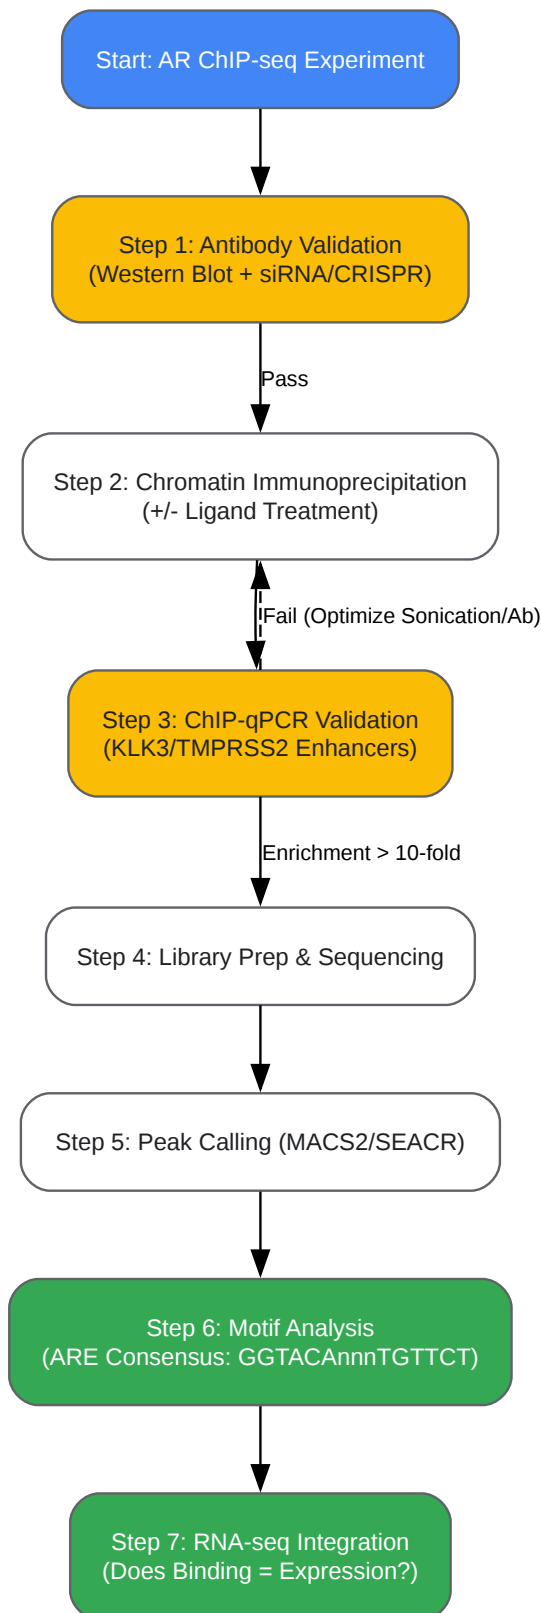 Start: AR ChIP-seq Experiment
Step 1: Antibody Validation
(Western Blot + siRNA/CRISPR)
Pass
Step 2: Chromatin Immunoprecipitation
(+/- Ligand Treatment)
Fail (Optimize Sonication/Ab)
Step 3: ChIP-qPCR Validation
(KLK3/TMPRSS2 Enhancers)
Enrichment > 10-fold
Step 4: Library Prep & Sequencing
Step 5: Peak Calling (MACS2/SEACR)
Step 6: Motif Analysis
(ARE Consensus: GGTACAnnnTGTTCT)
Step 7: RNA-seq Integration
(Does Binding = Expression?)